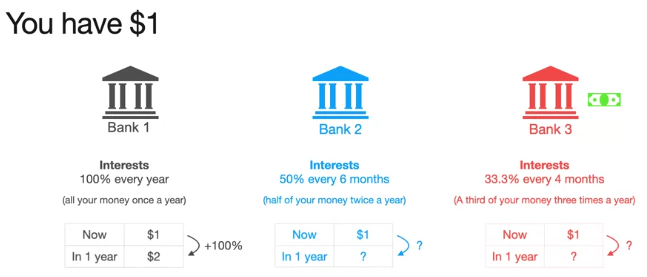 You have $1
Bank 1
Bank 2
Bank 3
Interests
100% every year
(all your money once a year)
Interests
50% every 6 months
(half of your money twice a year)
Interests
33.3% every 4 months
(A third of your money three times a year)
Now $1
In 1 year $2
+100%
Now $1
In 1 year ?
?
Now $1
In 1 year ?
?